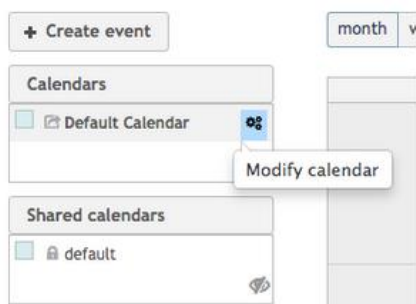 + Create event
month
Calendars
Default Calendar
Modify calendar
Shared calendars
default